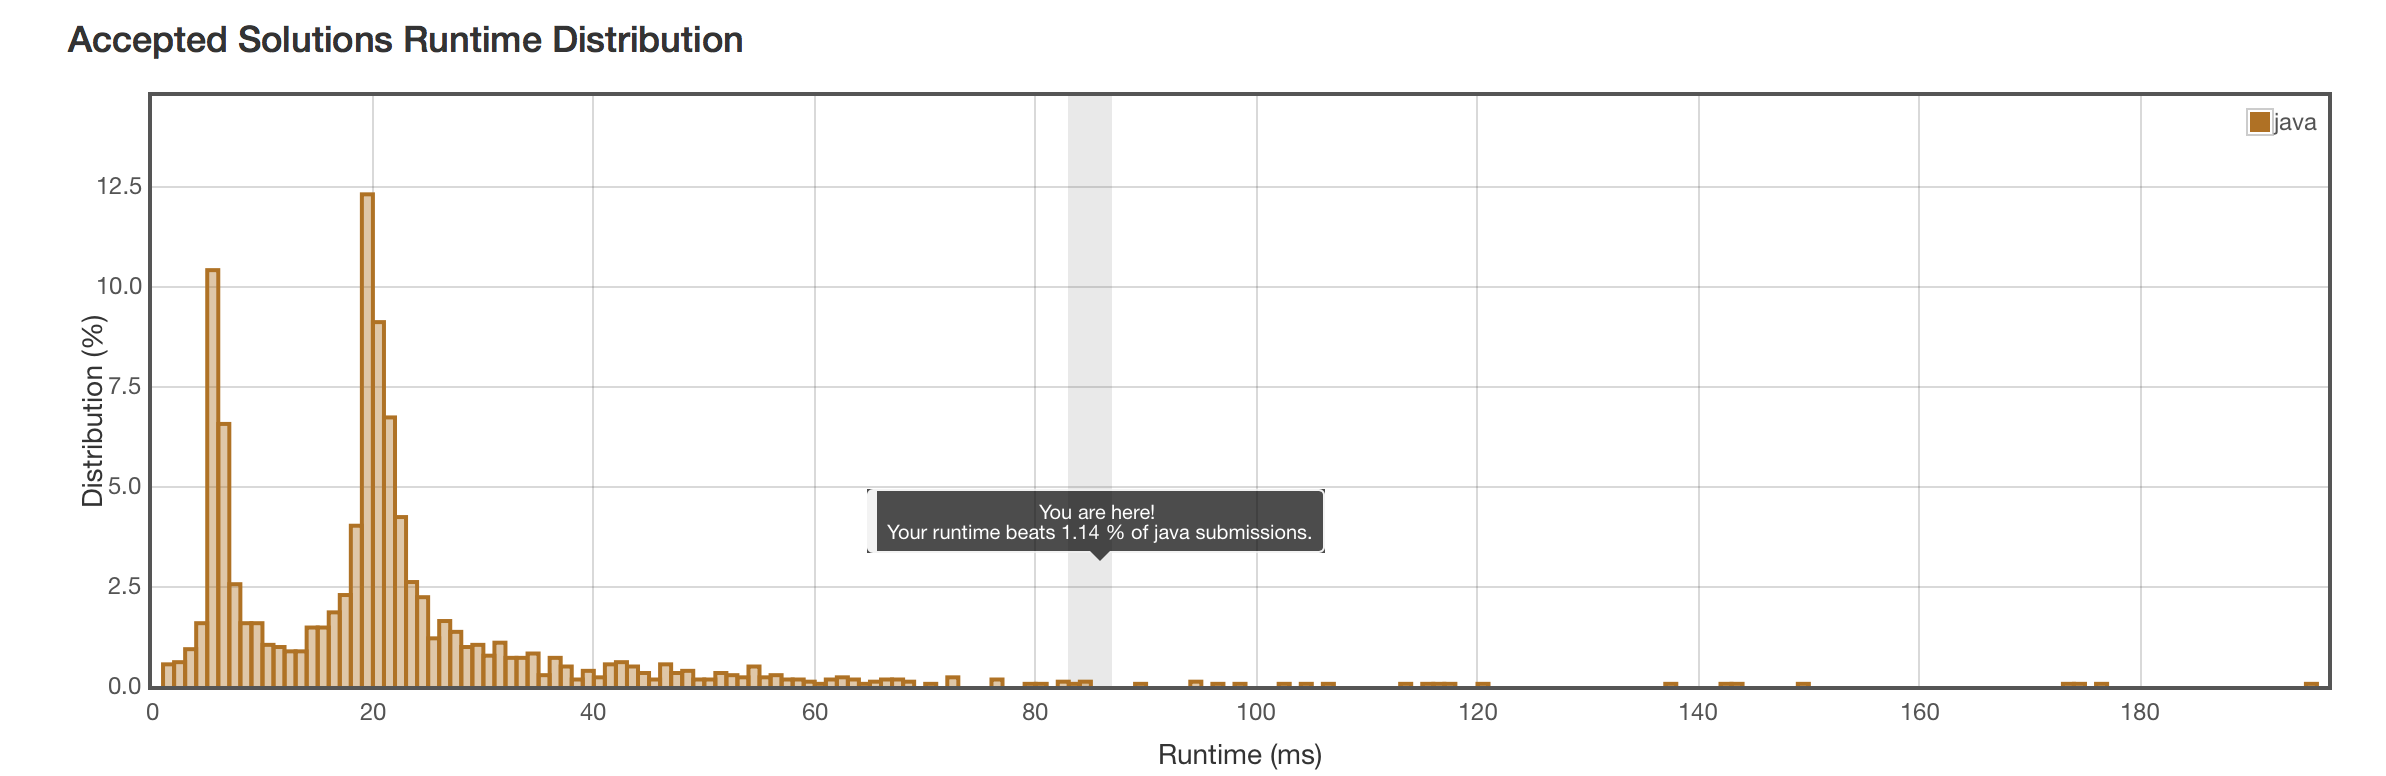 Accepted Solutions Runtime Distribution
java
12.5
10.0
7.5
5.0
2.5
0.0
Distribution (%)
You are here!
Your runtime beats 1.14 % of java submissions.
0 20 40 60 80 100 120 140 160 180
Runtime (ms)